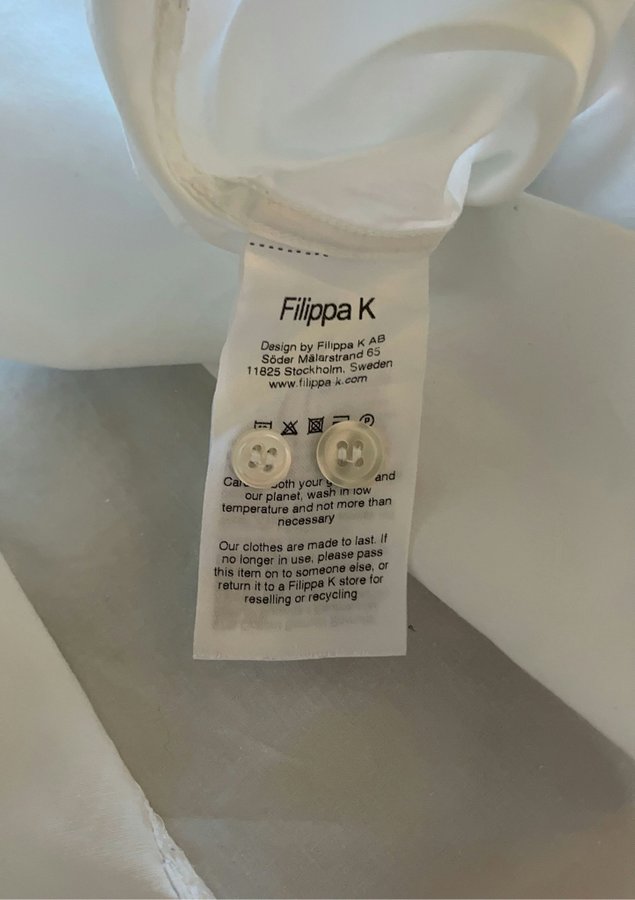 Filippa K
Design by Filippa K AB
Söder Mälarstrand 65
11825 Stockholm, Sweden
www.filippa-k.com
P
your and
our planet, wash in low
temperature and not more than
necessary
Our clothes are made to last. If
no longer in use, please pass
this item on to someone else, or
return it to a Filippa K store for
reselling or recycling